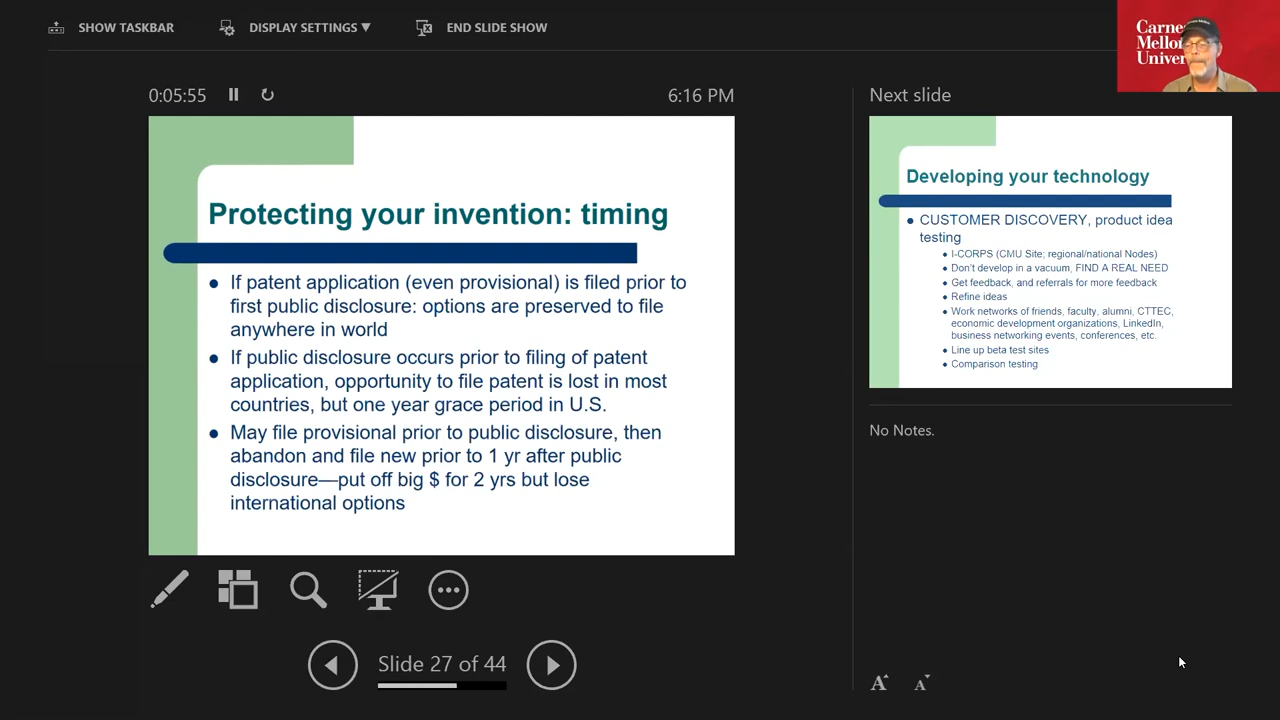 SHOW TASKBAR
DISPLAY SETTINGS ▼
END SLIDE SHOW
Carne
Mello
Univer
0:05:55
6:16 PM
Next slide
Protecting your invention: timing
● If patent application (even provisional) is filed prior to
first public disclosure: options are preserved to file
anywhere in world
● If public disclosure occurs prior to filing of patent
application, opportunity to file patent is lost in most
countries, but one year grace period in U.S.
● May file provisional prior to public disclosure, then
abandon and file new prior to 1 yr after public
disclosure—put off big $ for 2 yrs but lose
international options
Developing your technology
● CUSTOMER DISCOVERY, product idea
testing
● I-CORPS (CMU Site; regional/national Nodes)
● Don't develop in a vacuum, FIND A REAL NEED
● Get feedback, and referrals for more feedback
● Refine ideas
● Work networks of friends, faculty, alumni, CTTEC,
economic development organizations, LinkedIn,
business networking events, conferences, etc.
● Line up beta test sites
● Comparison testing
No Notes.
Slide 27 of 44
A A